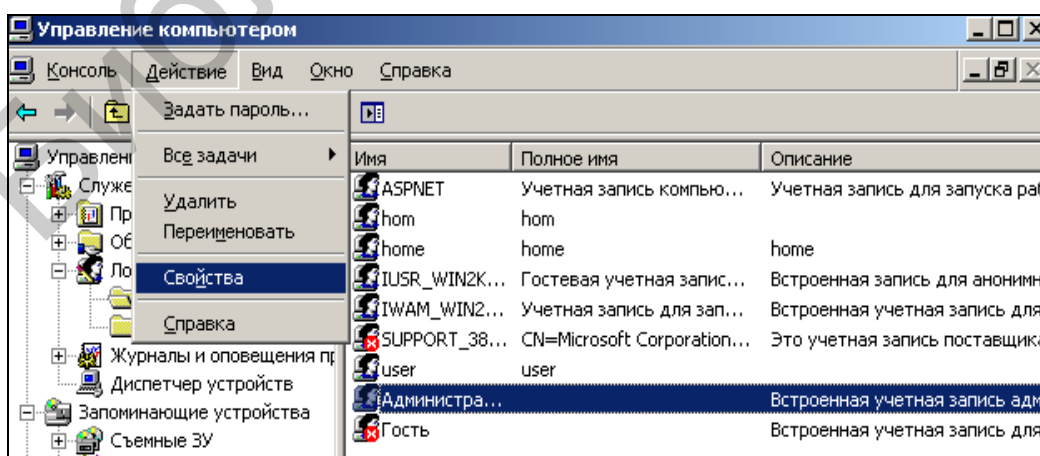 Управление компьютером
Консоль Действие Вид Окно Справка
Задать пароль...
Все задачи
Удалить
Переименовать
Свойства
Справка
Управлени
Служе
Пр
Об
Ло
Журналы и оповещения пр
Диспетчер устройств
Запоминающие устройства
Съемные ЗУ
Имя Полное имя Описание
ASPNET Учетная запись компью... Учетная запись для запуска ра
hom hom
home home home
IUSR_WIN2K... Гостевая учетная запис... Встроенная запись для анонимн
IWAM_WIN2... Учетная запись для зап... Встроенная учетная запись для
SUPPORT_38... CN=Microsoft Corporation... Это учетная запись поставщика
user user
Администра... Встроенная учетная запись адм
Гость Встроенная учетная запись для